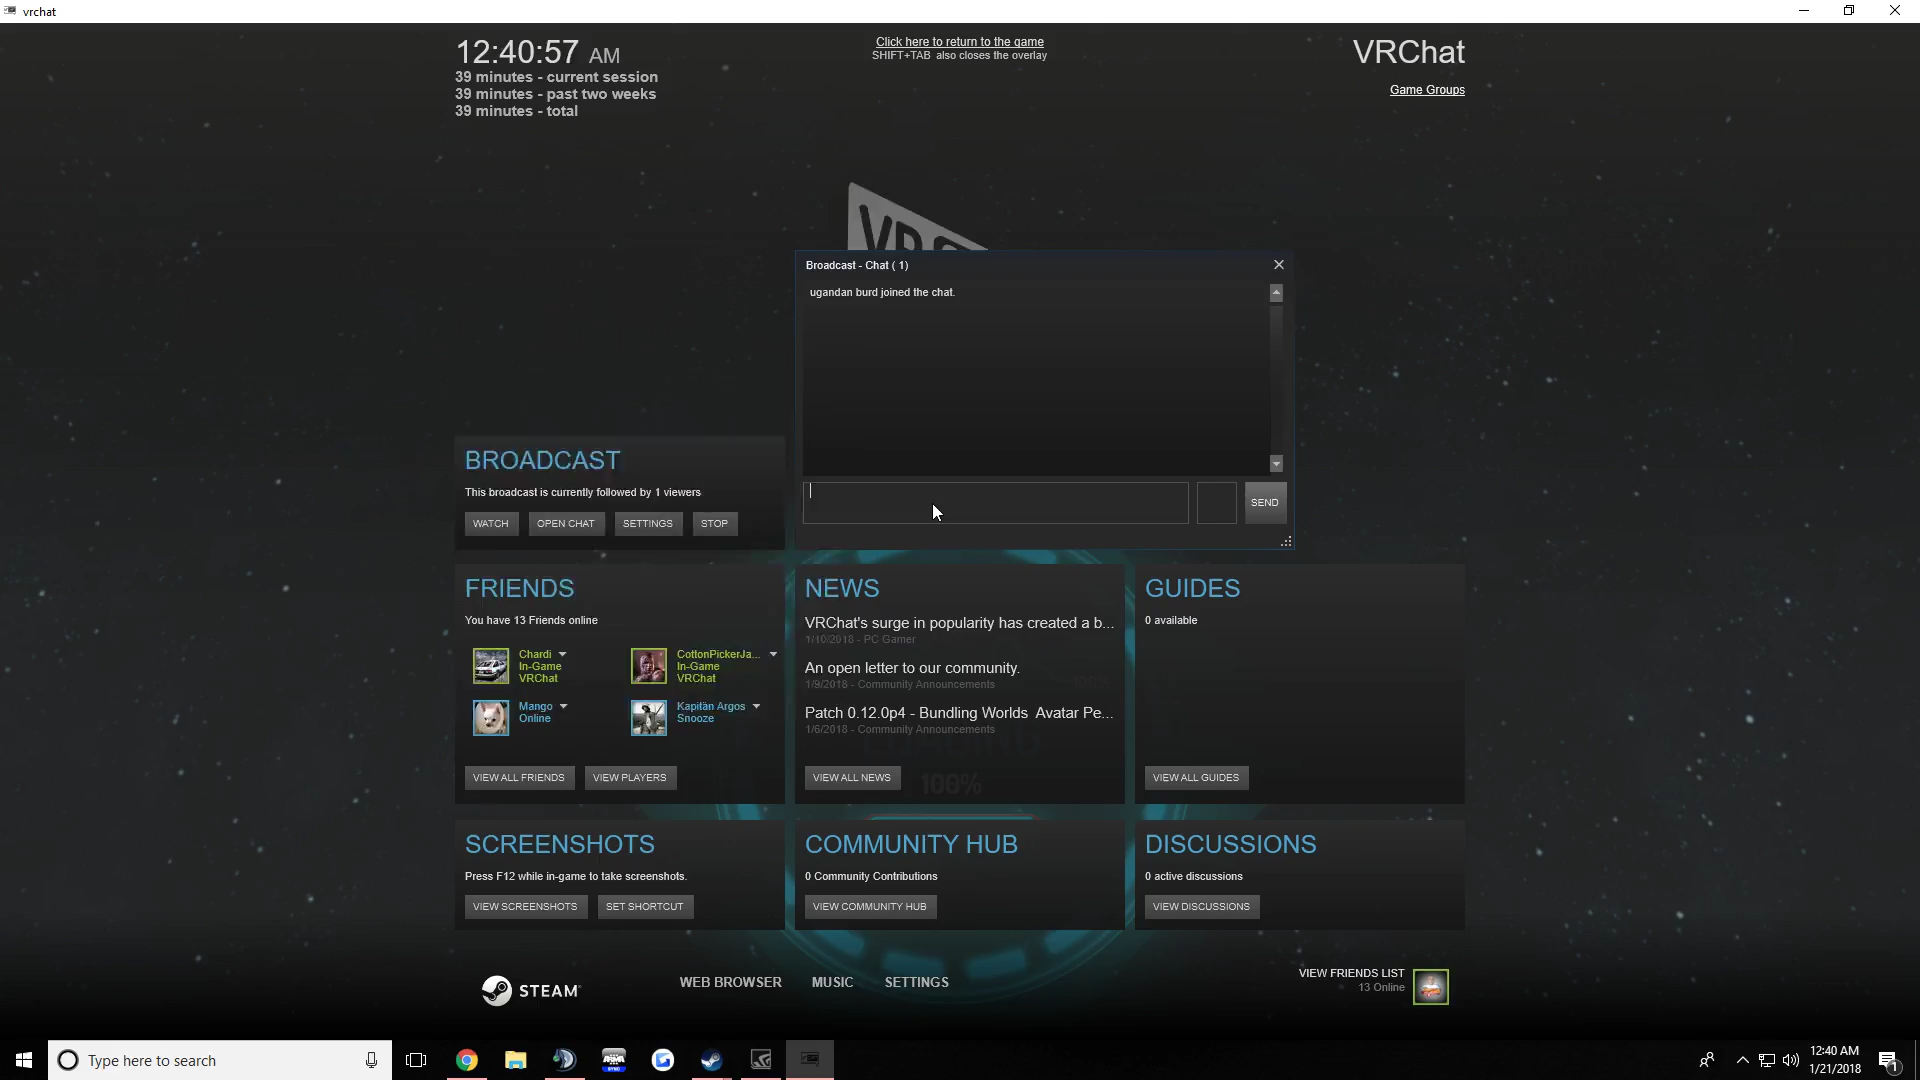 vrchat
12:40:57 AM
39 minutes - current session
39 minutes - past two weeks
39 minutes - total
Click here to return to the game
SHIFT+TAB also closes the overlay
VRChat
Game Groups
Broadcast - Chat ( 1)
ugandan burd joined the chat.
SEND
BROADCAST
This broadcast is currently followed by 1 viewers
WATCH
OPEN CHAT
SETTINGS
STOP
FRIENDS
You have 13 Friends online
Chardi
In-Game
VRChat
CottonPickerJa...
In-Game
VRChat
Mango
Online
Kapitän Argos
Snooze
VIEW ALL FRIENDS
VIEW PLAYERS
NEWS
VRChat's surge in popularity has created a b...
1/10/2018 - PC Gamer
An open letter to our community.
1/9/2018 - Community Announcements
Patch 0.12.0p4 - Bundling Worlds Avatar Pe...
1/6/2018 - Community Announcements
VIEW ALL NEWS
100%
GUIDES
0 available
VIEW ALL GUIDES
SCREENSHOTS
Press F12 while in-game to take screenshots.
VIEW SCREENSHOTS
SET SHORTCUT
COMMUNITY HUB
0 Community Contributions
VIEW COMMUNITY HUB
DISCUSSIONS
0 active discussions
VIEW DISCUSSIONS
STEAM
WEB BROWSER
MUSIC
SETTINGS
VIEW FRIENDS LIST
13 Online
Type here to search
12:40 AM
1/21/2018
1